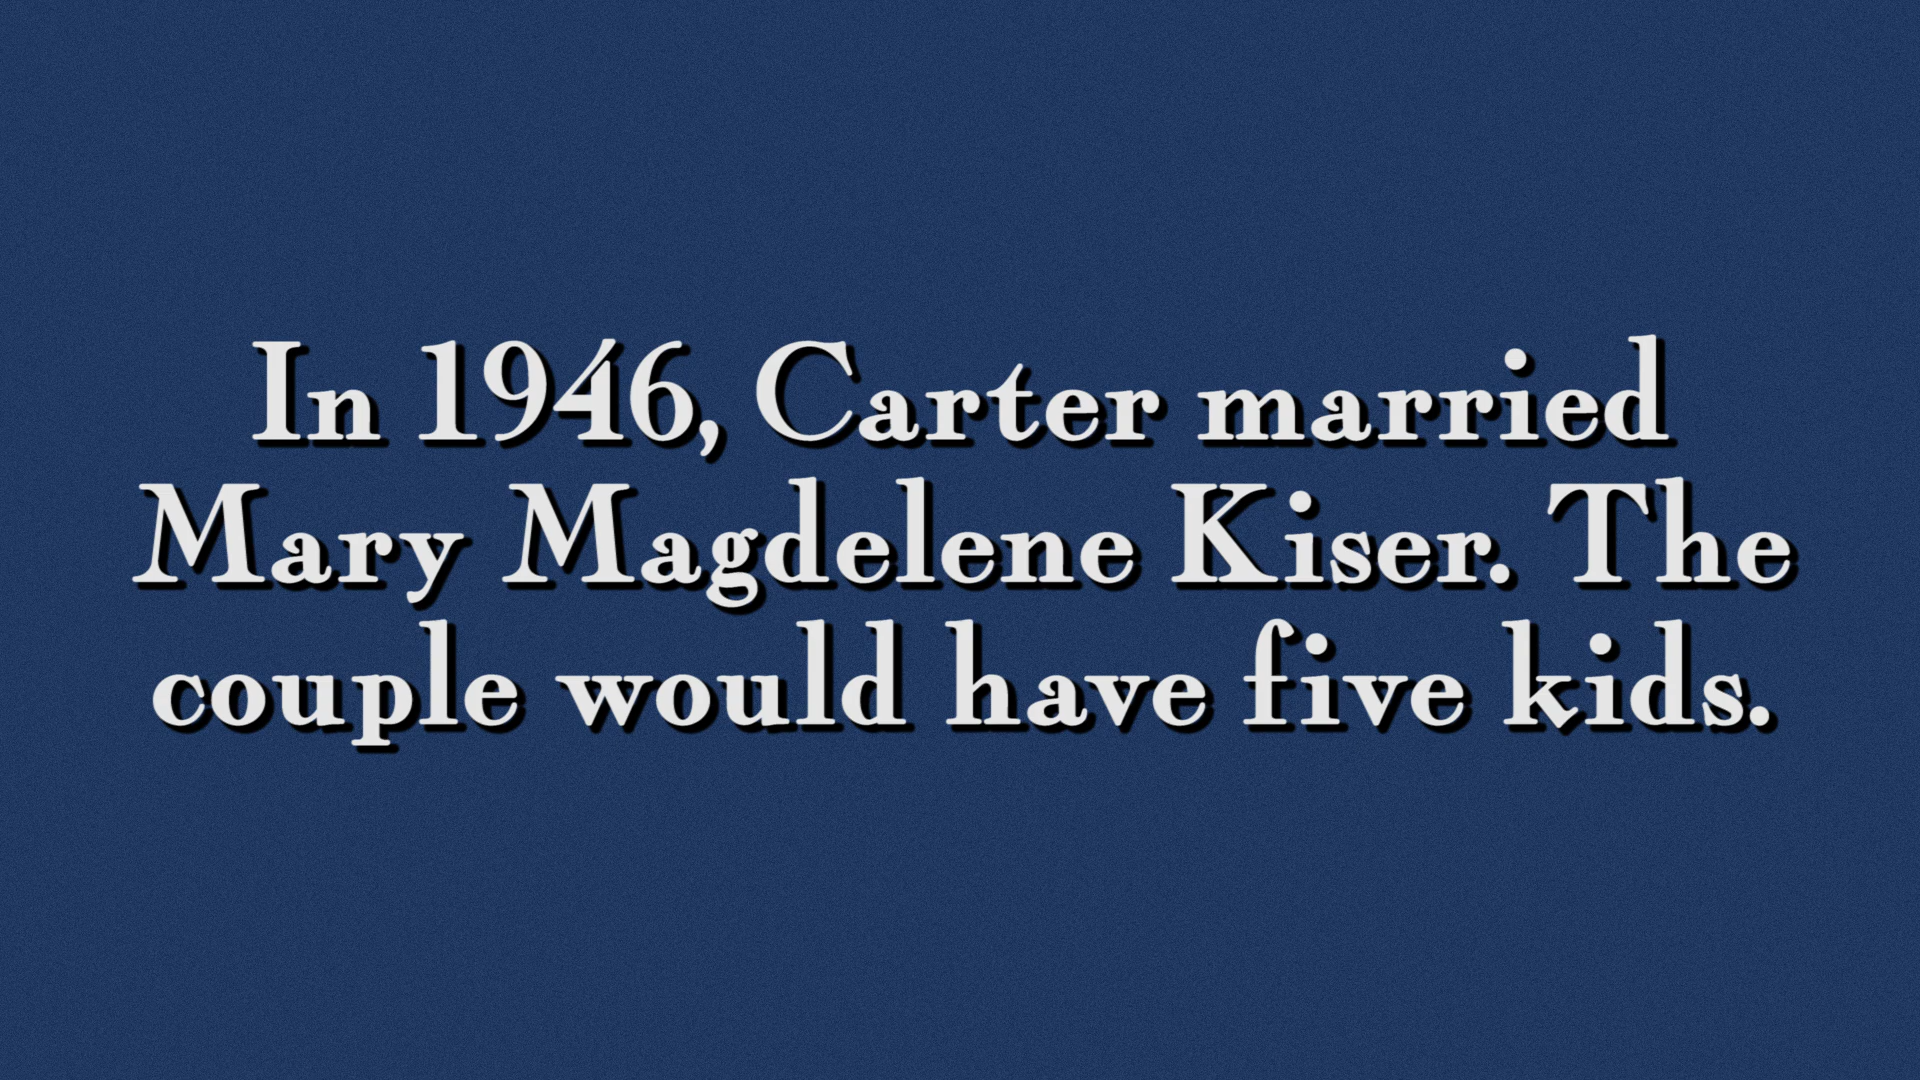 In 1946, Carter married
Mary Magdelene Kiser. The
couple would have five kids.